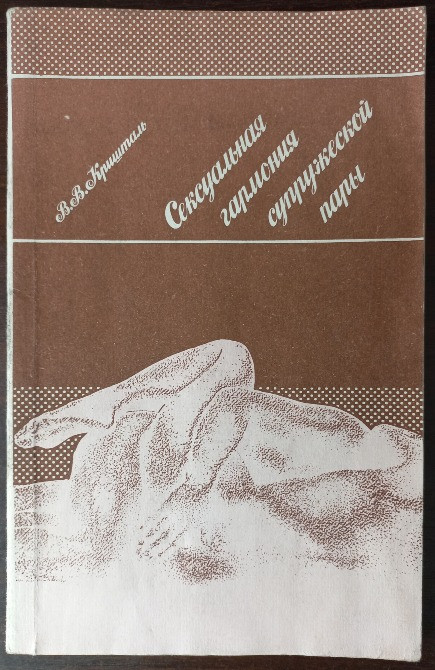 В. В. Кришталь
Сексуальная
гармония
супружеской
пары